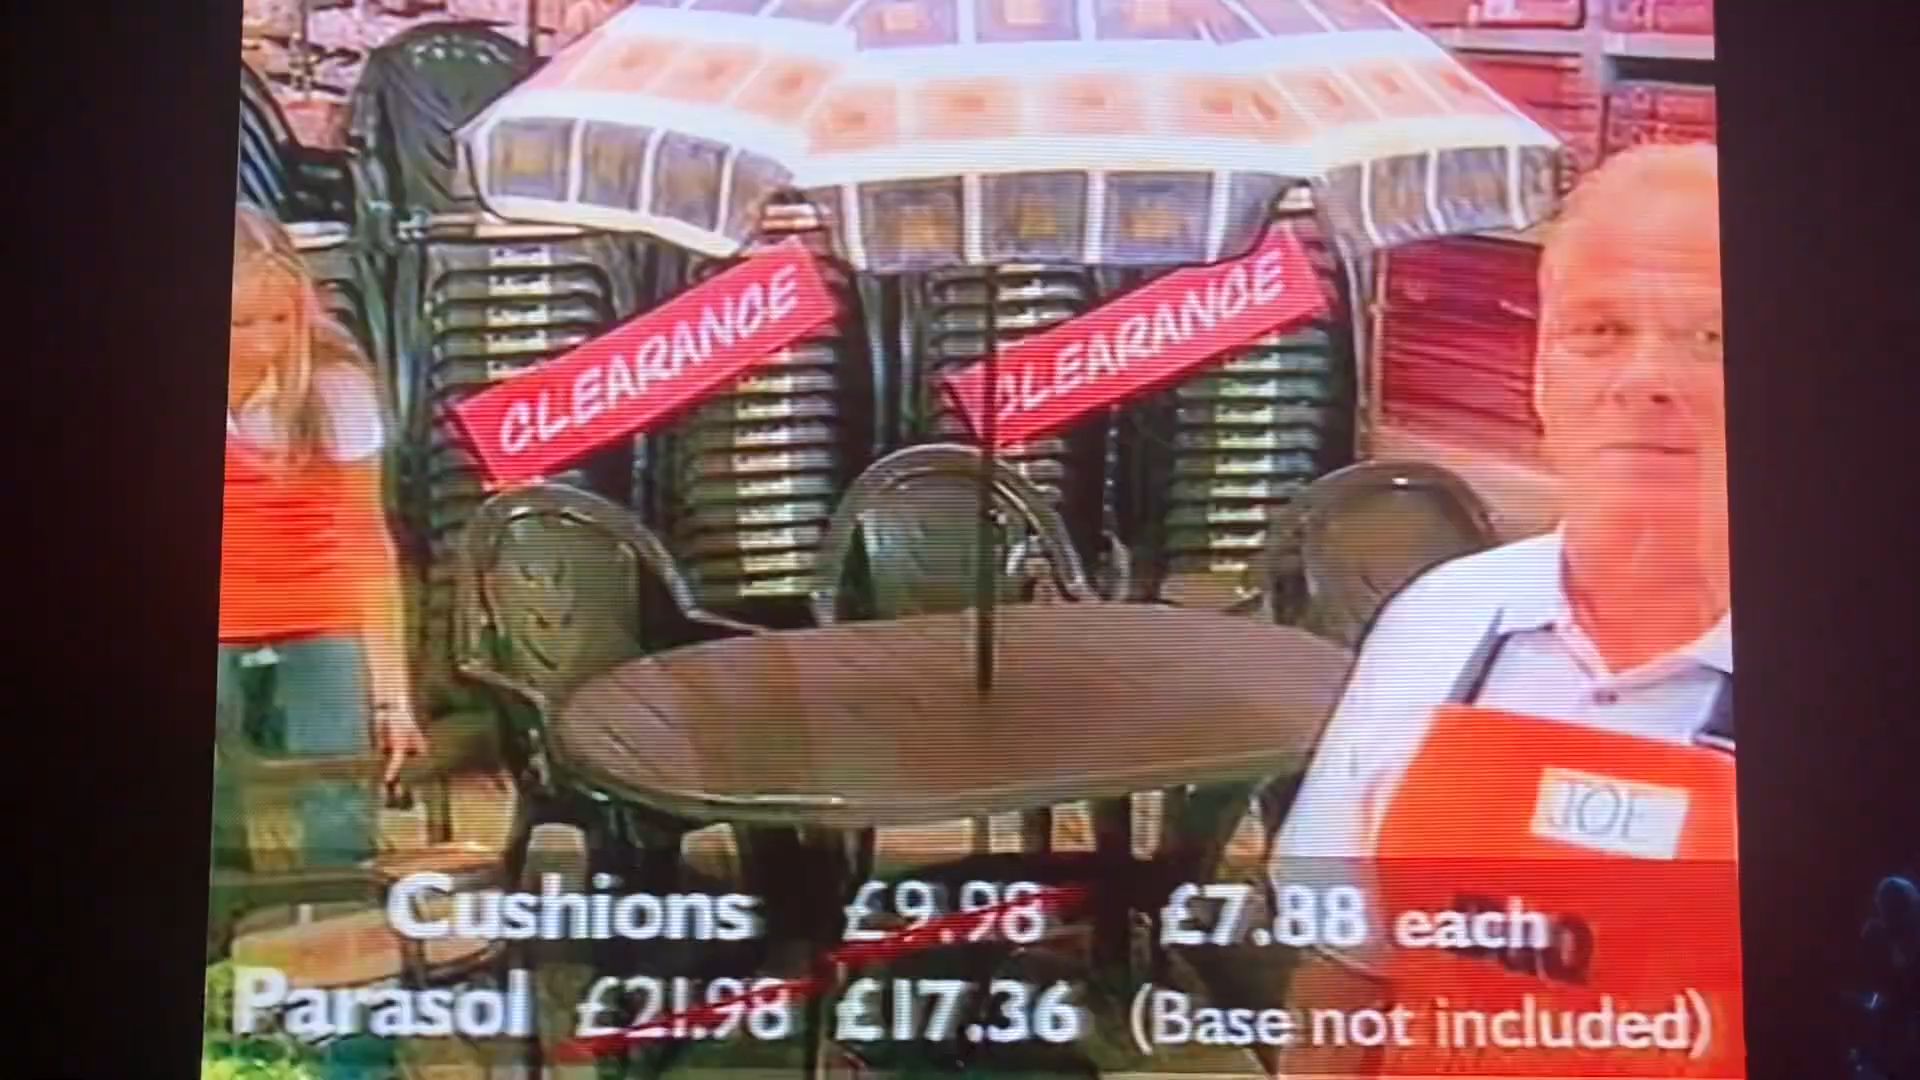 CLEARANCE
CLEARANCE
JOE
Cushions £9.98 £7.88 each
Parasol £21.98 £17.36 (Base not included)